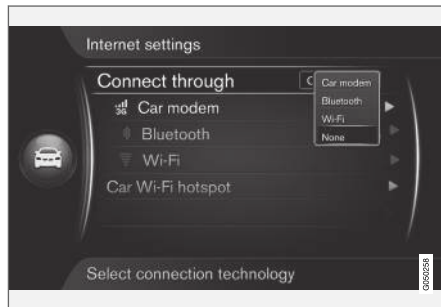 Internet settings
Connect through
C
Car modem
Bluetooth
Wi-Fi
None
3G
Car modem
Bluetooth
Wi-Fi
Car Wi-Fi hotspot
Select connection technology
G050258